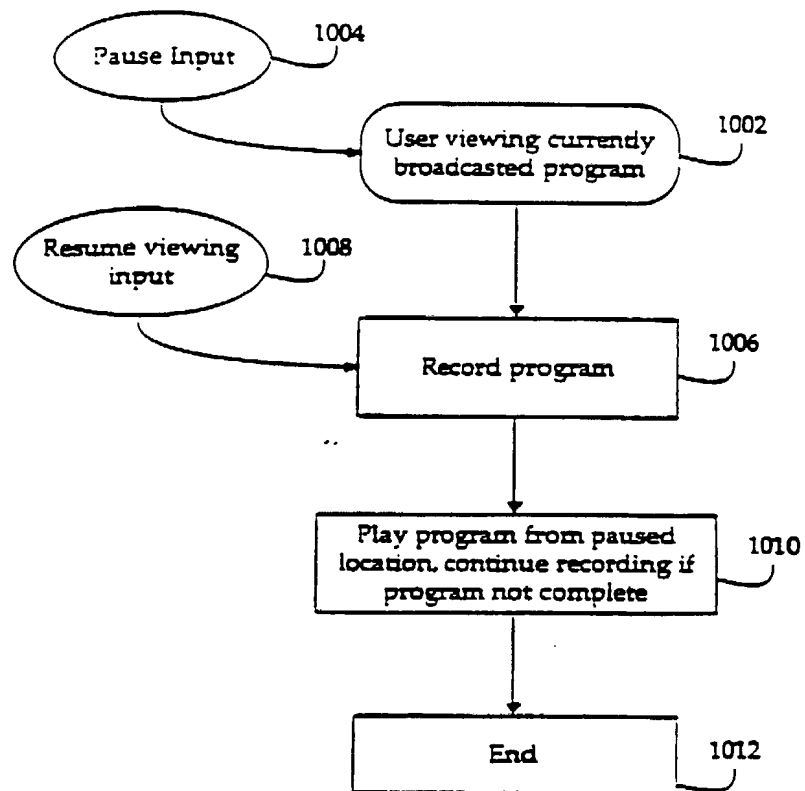 1004
Pause Input
1002
User viewing currently
broadcasted program
Resume viewing
input
1008
1006
Record program
Play program from paused
location, continue recording if
program not complete
1010
End
1012